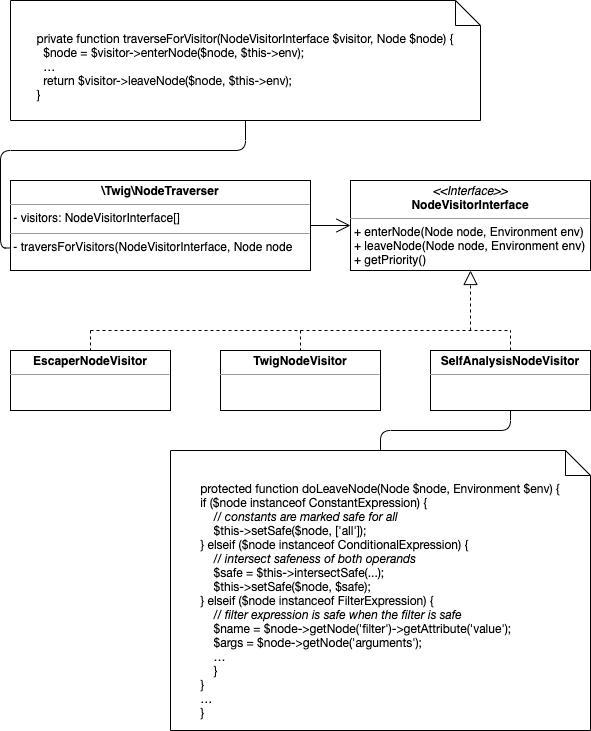 private function traverseForVisitor(NodeVisitorInterface $visitor, Node $node) {
$node = $visitor->enterNode($node, $this->env);
…
return $visitor->leaveNode($node, $this->env);
}
\Twig\NodeTraverser
- visitors: NodeVisitorInterface[]
- traversForVisitors(NodeVisitorInterface, Node node
<<Interface>>
NodeVisitorInterface
+ enterNode(Node node, Environment env)
+ leaveNode(Node node, Environment env)
+ getPriority()
EscaperNodeVisitor
TwigNodeVisitor
SelfAnalysisNodeVisitor
protected function doLeaveNode(Node $node, Environment $env) {
if ($node instanceof ConstantExpression) {
// constants are marked safe for all
$this->setSafe($node, ['all']);
} elseif ($node instanceof ConditionalExpression) {
// intersect safeness of both operands
$safe = $this->intersectSafe(...);
$this->setSafe($node, $safe);
} elseif ($node instanceof FilterExpression) {
// filter expression is safe when the filter is safe
$name = $node->getNode('filter')->getAttribute('value');
$args = $node->getNode('arguments');
…
}
}
…
}